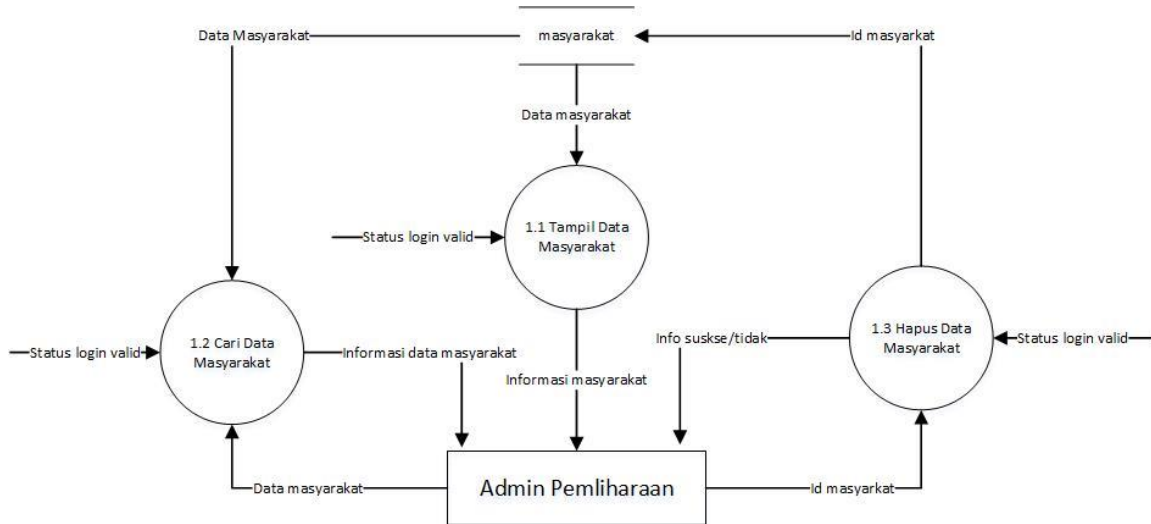 Data Masyarakat
masyarakat
Id masyarkat
Data masyarakat
1.1 Tampil Data
Masyarakat
Status login valid
1.2 Cari Data
Masyarakat
Status login valid
Informasi data masyarakat
Informasi masyarakat
Info suskse/tidak
1.3 Hapus Data
Masyarakat
Status login valid
Data masyarakat
Admin Pemliharaan
Id masyarkat